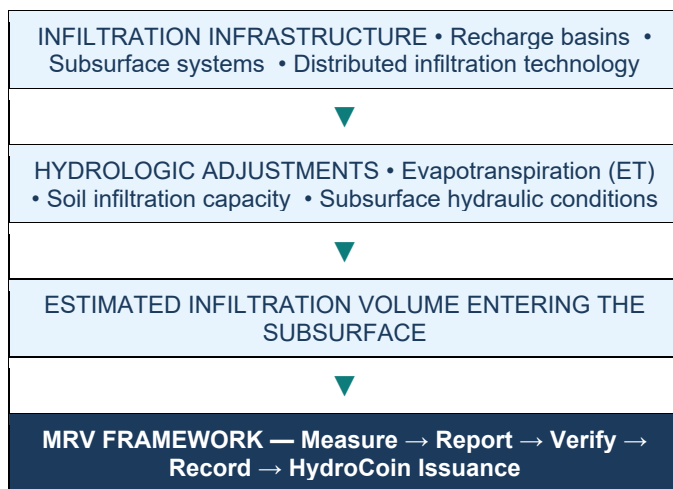 INFILTRATION INFRASTRUCTURE • Recharge basins •
Subsurface systems • Distributed infiltration technology
HYDROLOGIC ADJUSTMENTS • Evapotranspiration (ET)
• Soil infiltration capacity • Subsurface hydraulic conditions
ESTIMATED INFILTRATION VOLUME ENTERING THE
SUBSURFACE
MRV FRAMEWORK — Measure → Report → Verify →
Record → HydroCoin Issuance